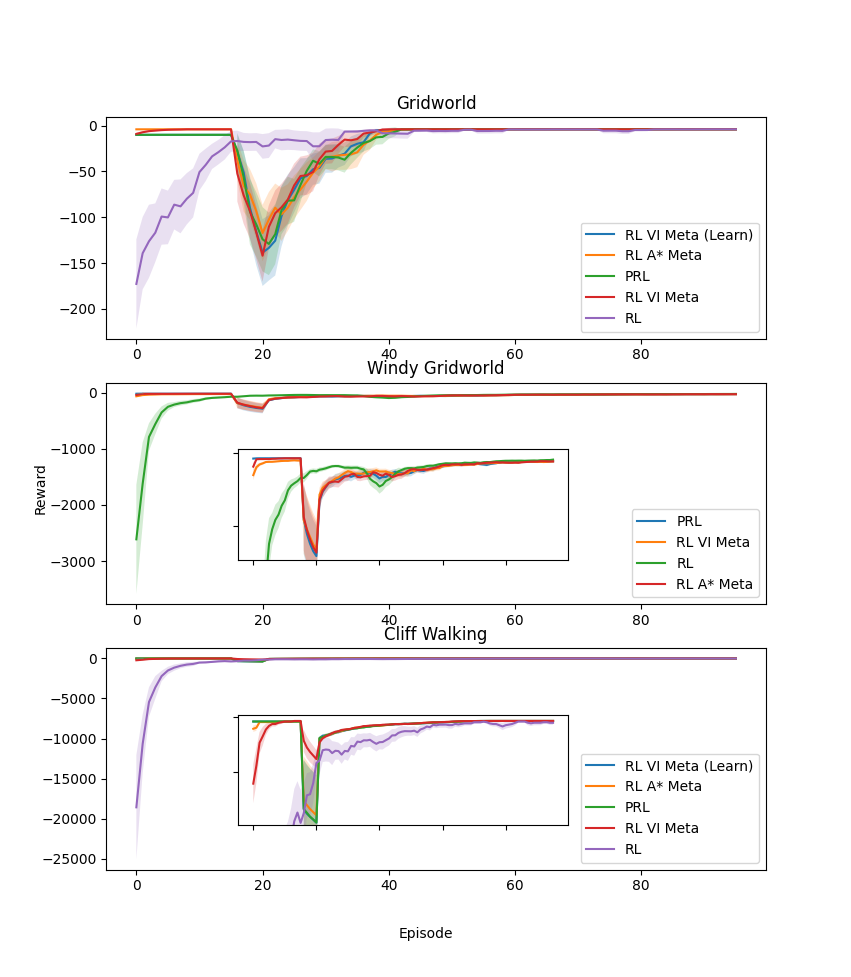 Gridworld
0
−50
−100
−150
−200
RL VI Meta (Learn)
RL A* Meta
PRL
RL VI Meta
RL
0 20 40 60 80
Windy Gridworld
0
−1000
−2000
−3000
Reward
PRL
RL VI Meta
RL
RL A* Meta
0 20 40 60 80
Cliff Walking
0
−5000
−10000
−15000
−20000
−25000
RL VI Meta (Learn)
RL A* Meta
PRL
RL VI Meta
RL
0 20 40 60 80
Episode